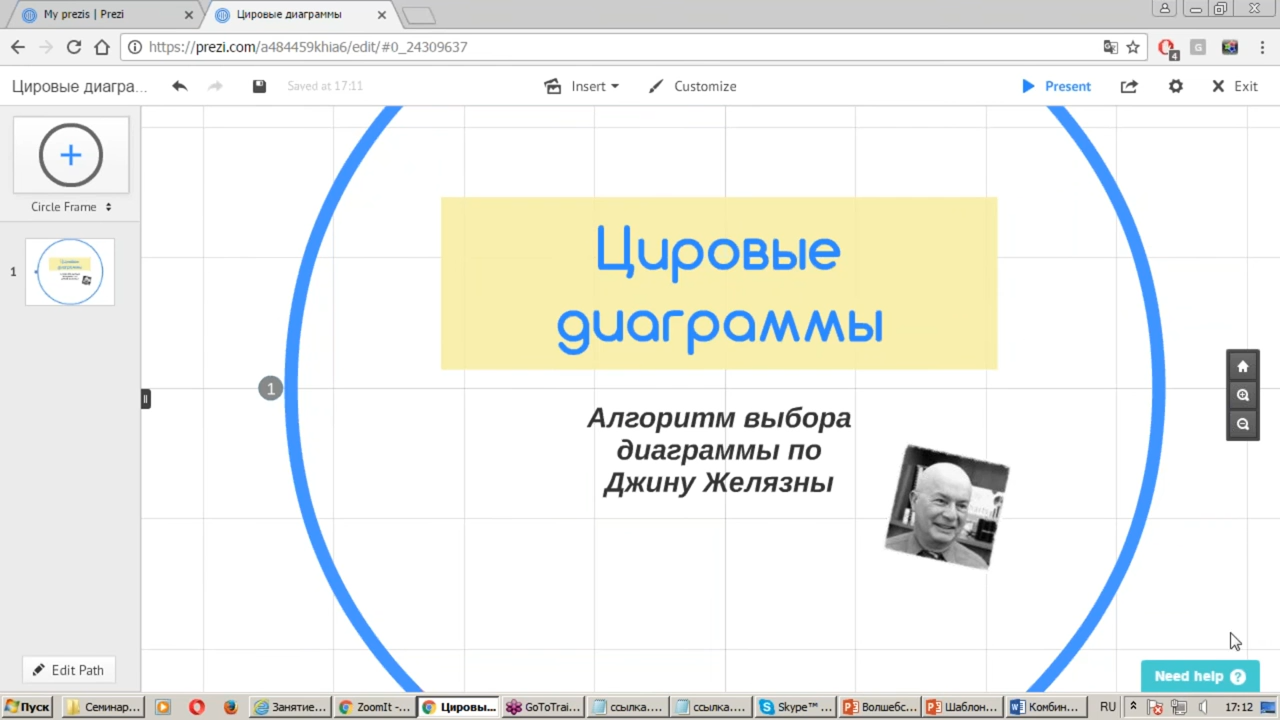 My prezis | Prezi
Цировые диаграммы
https://prezi.com/a484459khia6/edit/#0_24309637
G
4
Цировые диагра...
Saved at 17:11
Insert
Customize
Present
Exit
Circle Frame
1
Цировые
диаграммы
1
Алгоритм выбора
диаграммы по
Джину Желязны
Edit Path
Need help ?
Пуск
Семинар...
Занятие...
ZoomIt -...
Цировы...
GoToTrai...
ссылка....
ссылка....
Skype™ ...
Волшебс...
Шаблон...
Комбин...
RU
17:12